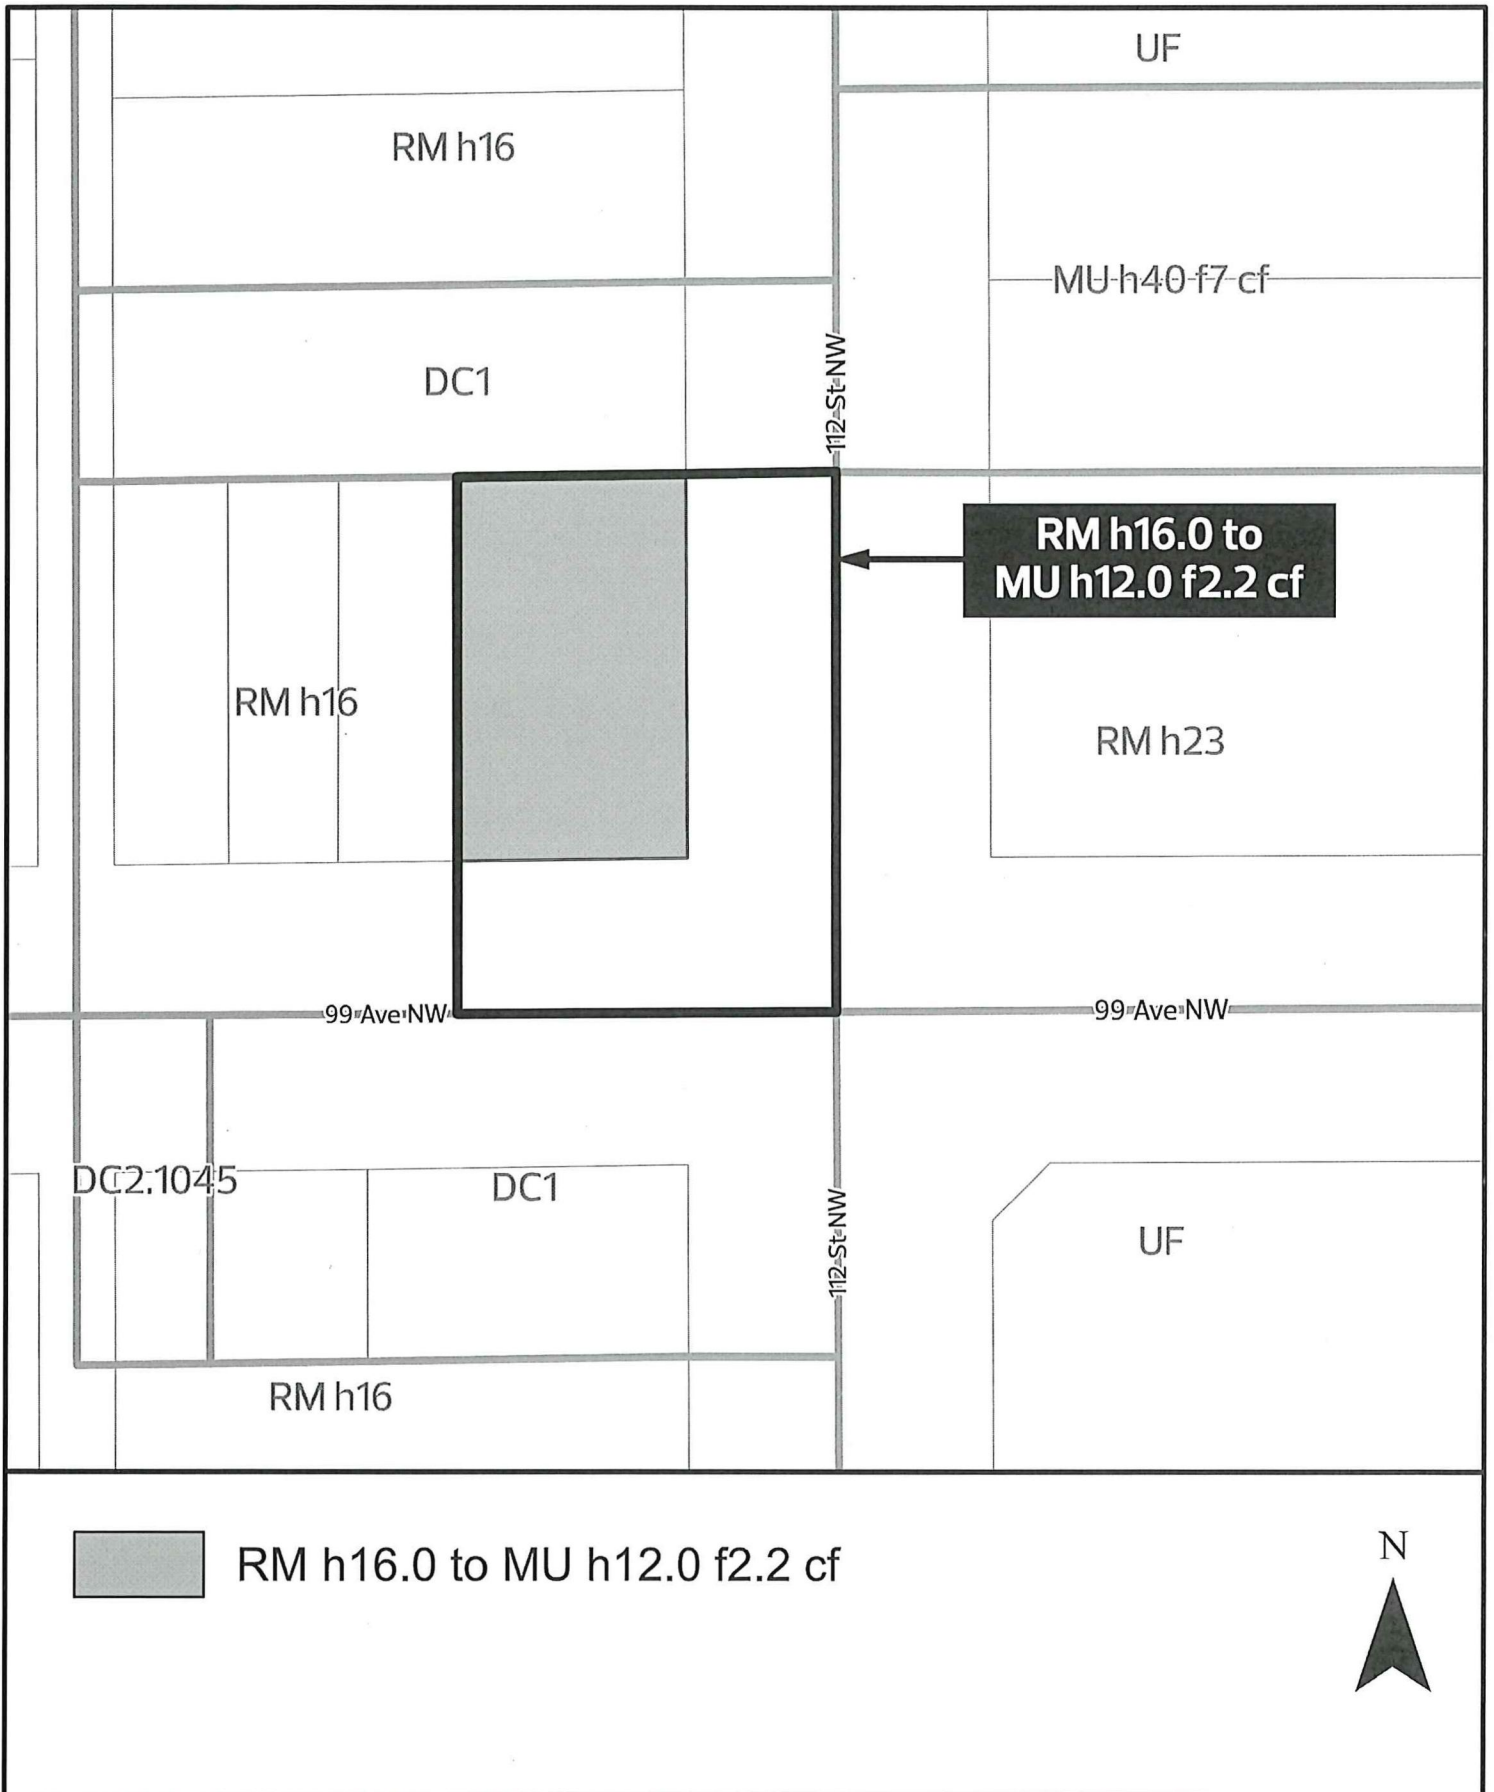 UF
RM h16
MU h40 f7 cf
DC1
112 St NW
RM h16.0 to
MU h12.0 f2.2 cf
RM h16
RM h23
99 Ave NW
99 Ave NW
DC2.1045
DC1
112 St NW
UF
RM h16
RM h16.0 to MU h12.0 f2.2 cf
N